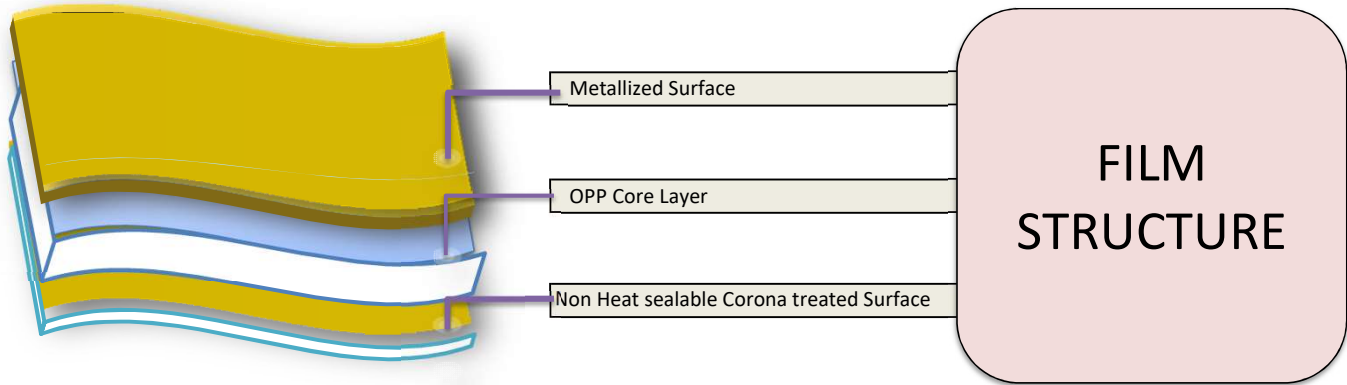 Metallized Surface
OPP Core Layer
Non Heat sealable Corona treated Surface
FILM
STRUCTURE